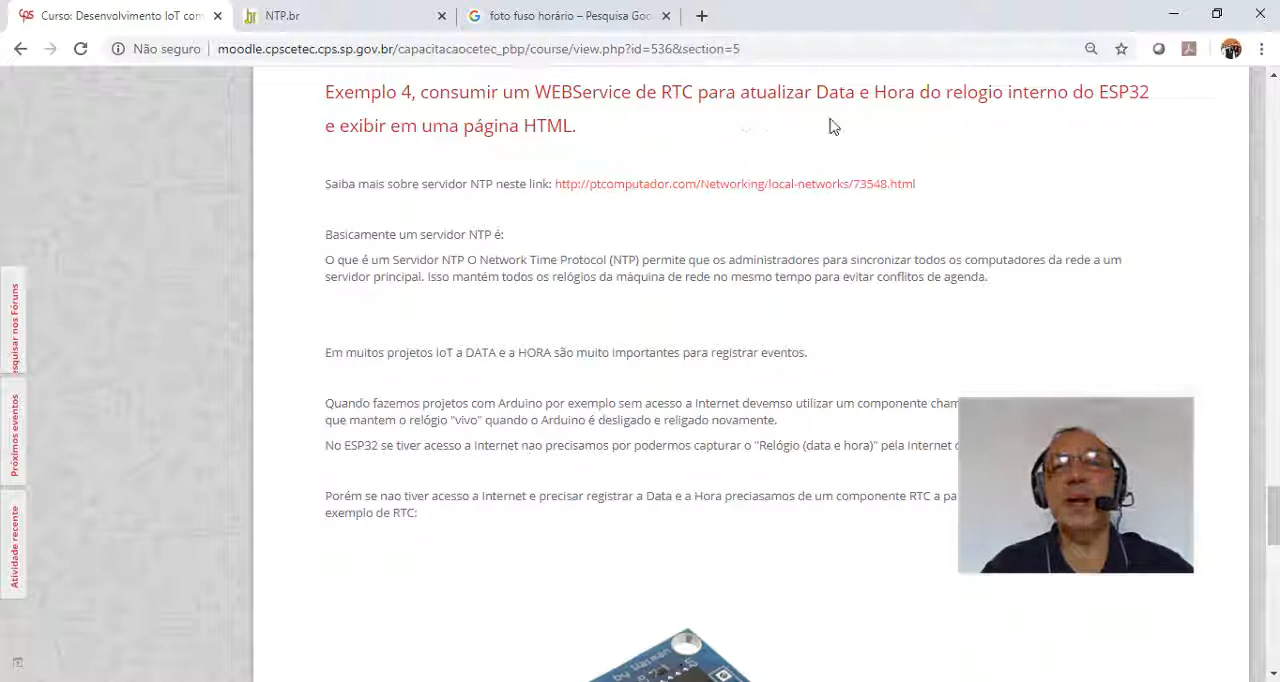 Curso: Desenvolvimento IoT com
NTP.br
foto fuso horário – Pesquisa Goo
Não seguro
moodle.cpscetec.cps.sp.gov.br/capacitacaocetec_pbp/course/view.php?id=536&section=5
Exemplo 4, consumir um WEBService de RTC para atualizar Data e Hora do relogio interno do ESP32
e exibir em uma página HTML.
Saiba mais sobre servidor NTP neste link: http://ptcomputador.com/Networking/local-networks/73548.html
Basicamente um servidor NTP é:
O que é um Servidor NTP O Network Time Protocol (NTP) permite que os administradores para sincronizar todos os computadores da rede a um
servidor principal. Isso mantém todos os relógios da máquina de rede no mesmo tempo para evitar conflitos de agenda.
Em muitos projetos IoT a DATA e a HORA são muito importantes para registrar eventos.
Quando fazemos projetos com Arduino por exemplo sem acesso a Internet devemso utilizar um componente cham
que mantem o relógio "vivo" quando o Arduino é desligado e religado novamente.
No ESP32 se tiver acesso a Internet nao precisamos por podermos capturar o "Relógio (data e hora)" pela Internet
Porém se nao tiver acesso a Internet e precisar registrar a Data e a Hora preciasamos de um componente RTC a pa
exemplo de RTC:
esquisar nos Fóruns
Próximos eventos
Atividade recente